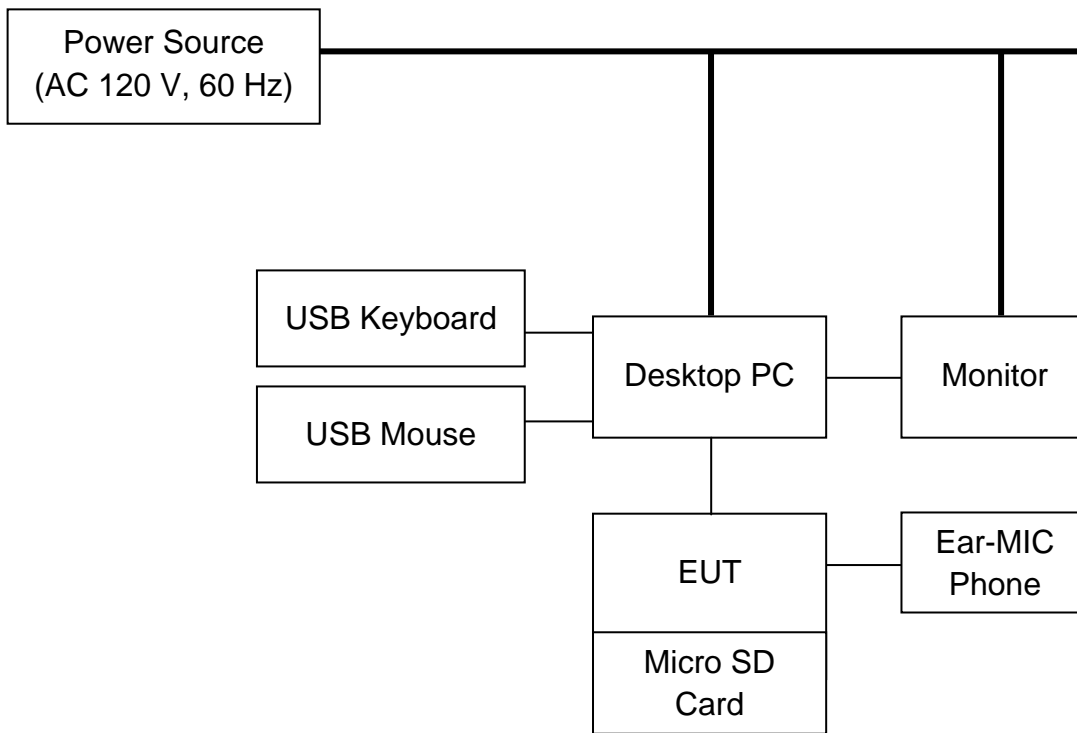 Power Source
(AC 120 V, 60 Hz)
USB Keyboard
USB Mouse
Desktop PC
Monitor
EUT
Ear-MIC
Phone
Micro SD
Card